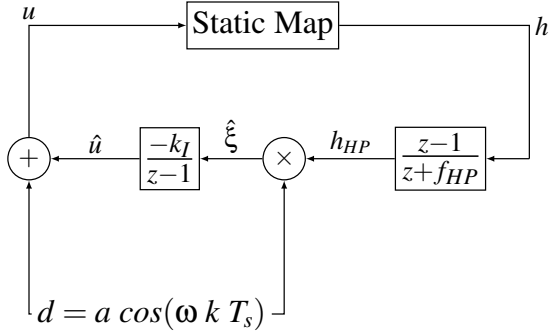 u
Static Map
h
+
û
−k_I
z−1
ξ̂
×
h_HP
z−1
z+f_HP
d = a cos(ω k T_s)